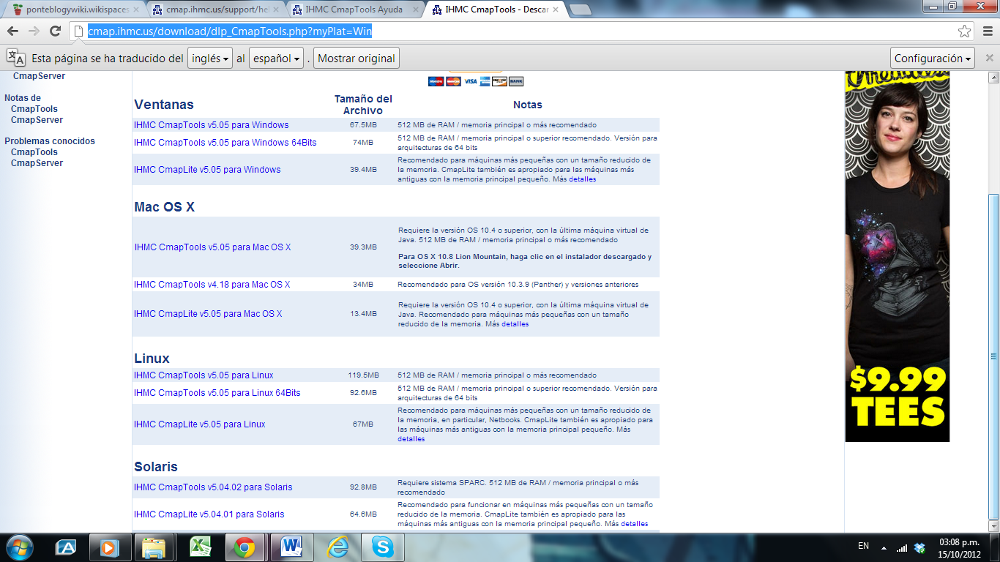 ponteblogywiki.wikispaces
cmap.ihmc.us/support/hel
IHMC CmapTools Ayuda
IHMC CmapTools - Descar
cmap.ihmc.us/download/dlp_CmapTools.php?myPlat=Win
Esta página se ha traducido del inglés al español . Mostrar original Configuración
CmapServer
Notas de
CmapTools
CmapServer
Problemas conocidos
CmapTools
CmapServer
VISA DISCOVER BANK
Ventanas Tamaño del Archivo Notas
IHMC CmapTools v5.05 para Windows 67.5MB 512 MB de RAM / memoria principal o más recomendado
IHMC CmapTools v5.05 para Windows 64Bits 74MB 512 MB de RAM / memoria principal o superior recomendado. Versión para
arquitecturas de 64 bits
IHMC CmapLite v5.05 para Windows 39.4MB Recomendado para máquinas más pequeñas con un tamaño reducido de
la memoria. CmapLite también es apropiado para las máquinas más
antiguas con la memoria principal pequeño. Más detalles
Mac OS X
IHMC CmapTools v5.05 para Mac OS X 39.3MB Requiere la versión OS 10.4 o superior, con la última máquina virtual de
Java. 512 MB de RAM / memoria principal o más recomendado
Para OS X 10.8 Lion Mountain, haga clic en el instalador descargado y
seleccione Abrir.
IHMC CmapTools v4.18 para Mac OS X 34MB Recomendado para OS versión 10.3.9 (Panther) y versiones anteriores
IHMC CmapLite v5.05 para Mac OS X 13.4MB Requiere la versión OS 10.4 o superior, con la última máquina virtual de
Java. Recomendado para máquinas más pequeñas con un tamaño
reducido de la memoria. Más detalles
Linux
IHMC CmapTools v5.05 para Linux 119.5MB 512 MB de RAM / memoria principal o más recomendado
IHMC CmapTools v5.05 para Linux 64Bits 92.6MB 512 MB de RAM / memoria principal o superior recomendado. Versión para
arquitecturas de 64 bits
IHMC CmapLite v5.05 para Linux 67MB Recomendado para máquinas más pequeñas con un tamaño reducido de
la memoria, en particular, Netbooks. CmapLite también es apropiado para
las máquinas más antiguas con la memoria principal pequeño. Más
detalles
Solaris
IHMC CmapTools v5.04.02 para Solaris 92.8MB Requiere sistema SPARC. 512 MB de RAM / memoria principal o más
recomendado
IHMC CmapLite v5.04.01 para Solaris 64.6MB Recomendado para funcionar en máquinas más pequeñas con un tamaño
reducido de la memoria. CmapLite también es apropiado para las
máquinas más antiguas con la memoria principal pequeño. Más detalles
$9.99
TEES
EN
03:08 p.m.
15/10/2012